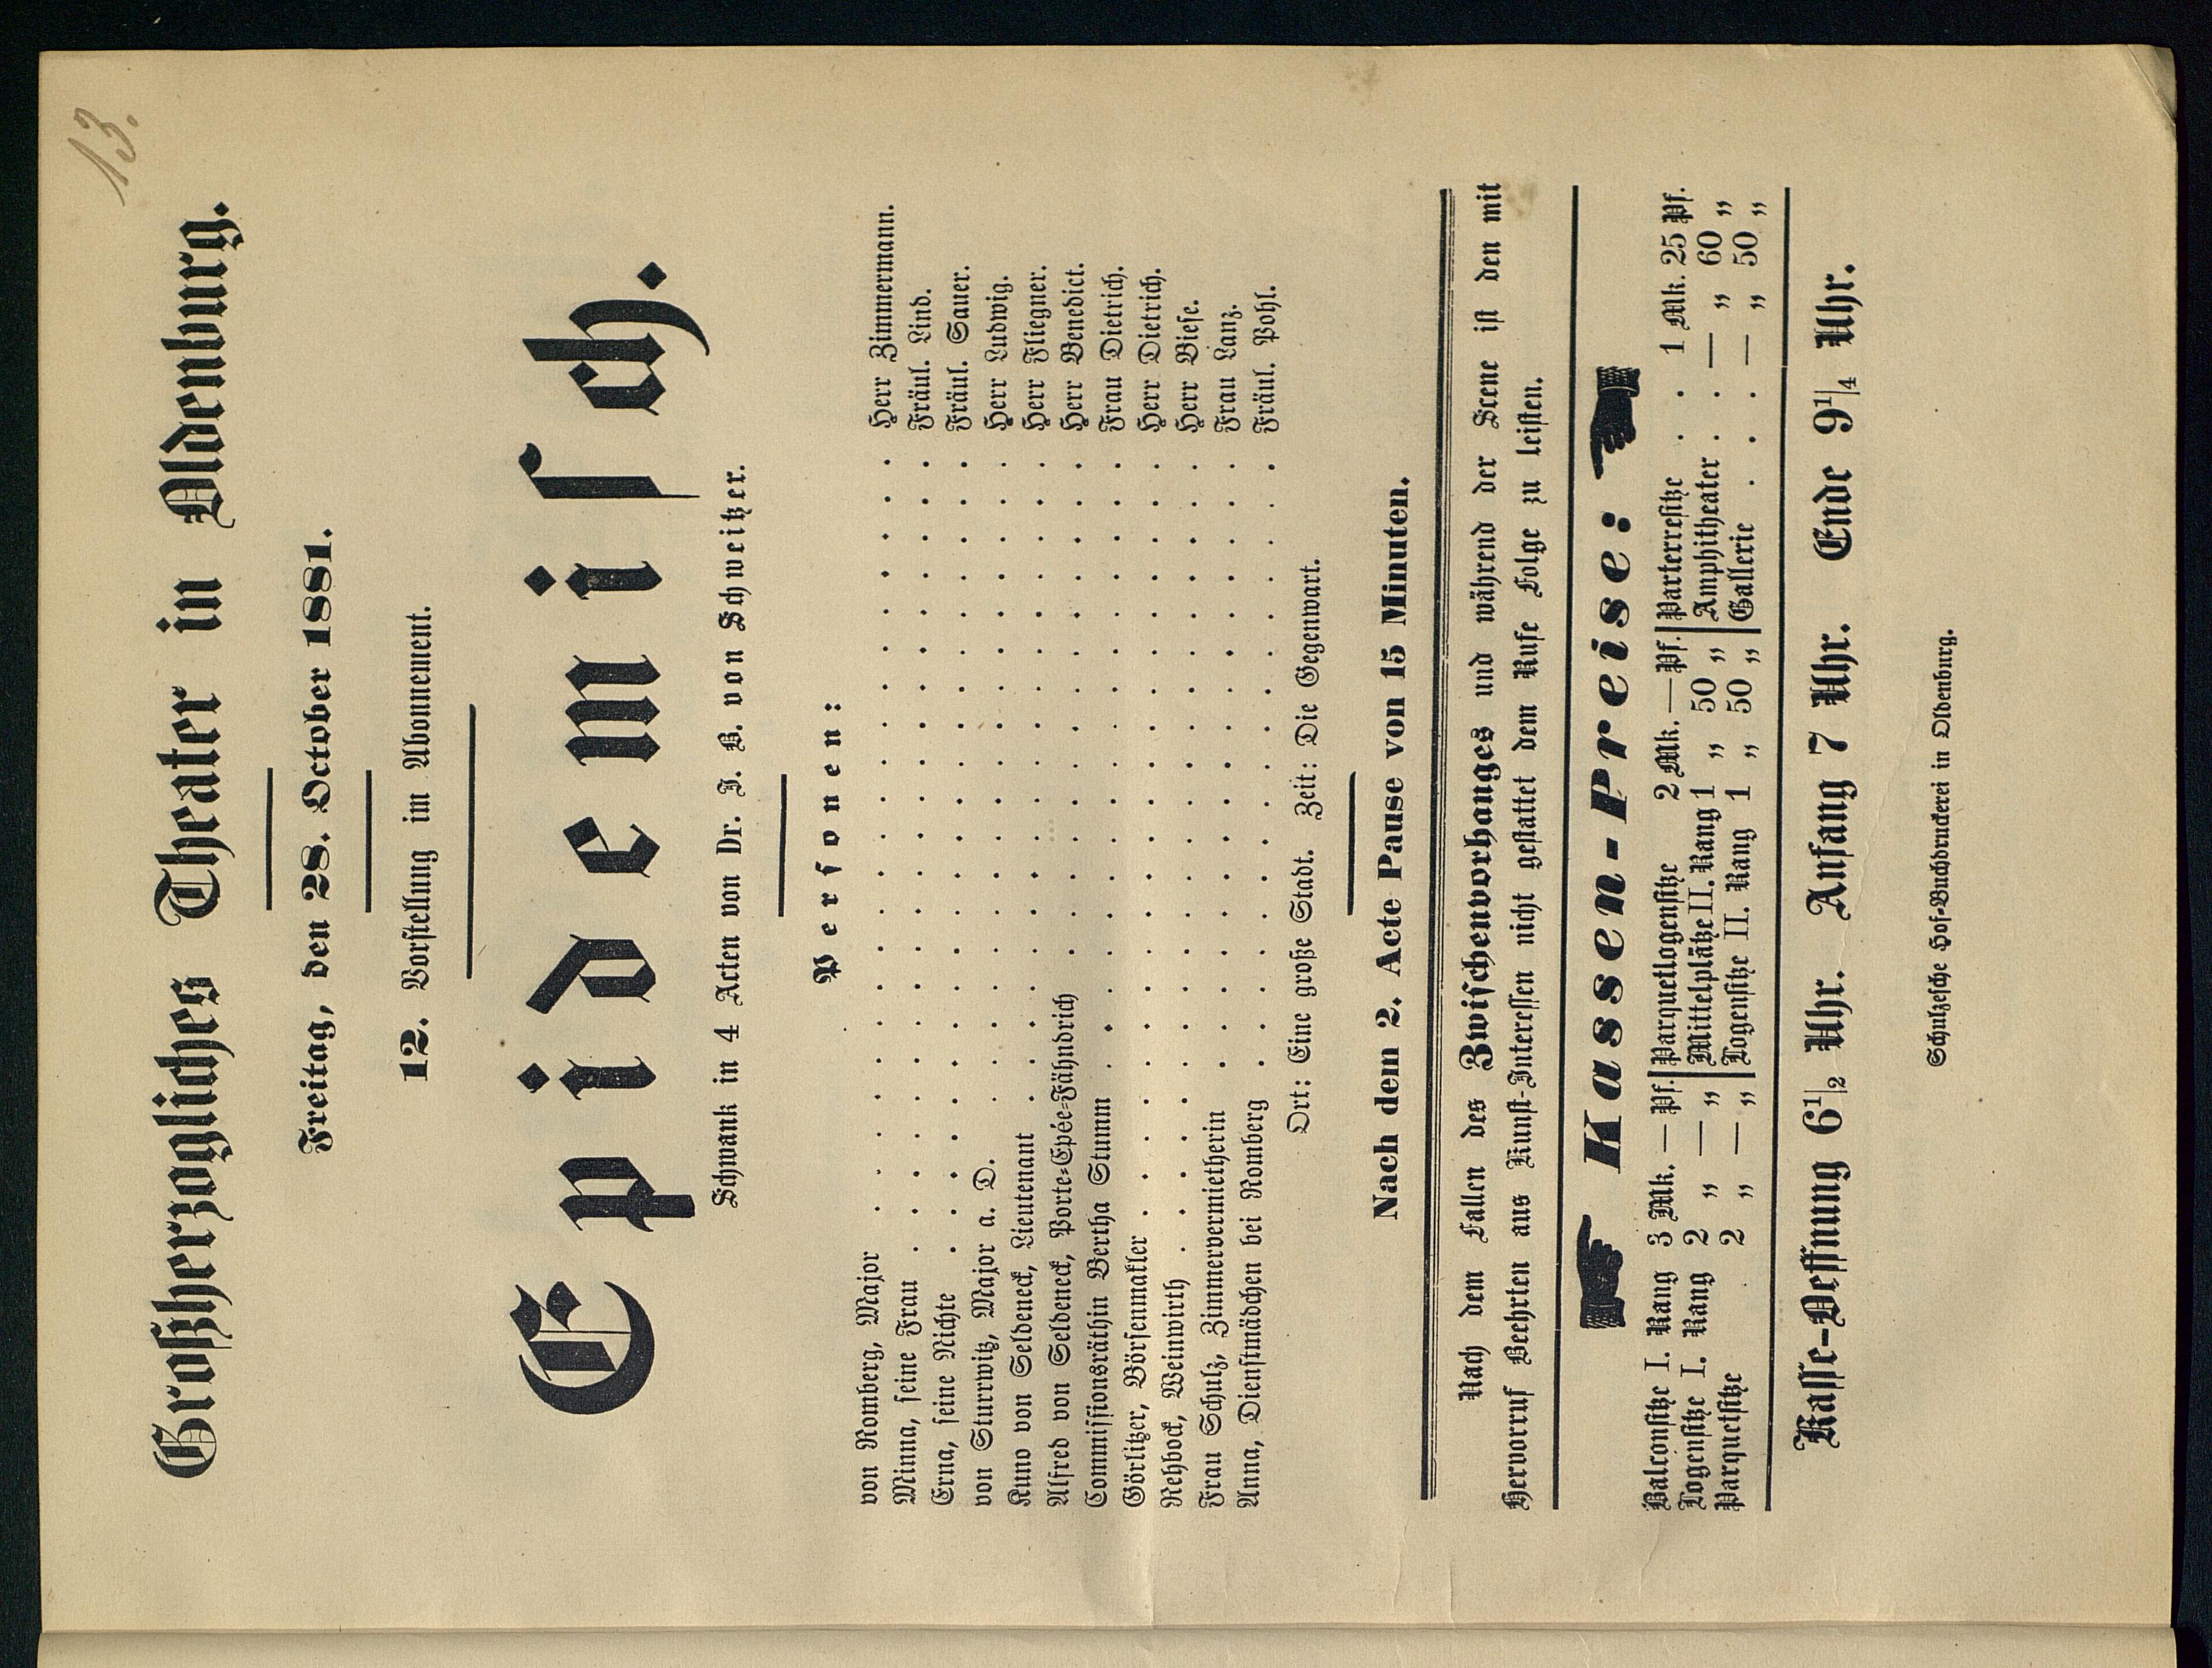 13.
Großherzogliches Theater in Oldenburg.
Freitag, den 28. October 1881.
12. Vorstellung im Abonnement.
Epidemisch.
Schwank in 4 Acten von Dr. J. B. von Schweitzer.
Personen:
von Romberg, Major . . . . . . . . . . . . . . . . . . . . . Herr Zimmermann.
Minna, seine Frau . . . . . . . . . . . . . . . . . . . . . . Fräul. Lind.
Erna, seine Nichte . . . . . . . . . . . . . . . . . . . . . . Fräul. Sauer.
von Sturrwitz, Major a. D. . . . . . . . . . . . . . . . . . . Herr Ludwig.
Kuno von Seldeneck, Lieutenant . . . . . . . . . . . . . . . . . . Herr Fliegner.
Alfred von Seldeneck, Porte-Epée-Fähndrich . . . . . . . . . . . . . . Herr Benedict.
Commissionsräthin Bertha Stumm . . . . . . . . . . . . . . . . . Frau Dietrich.
Görlitzer, Börsenmakler . . . . . . . . . . . . . . . . . . . . . Herr Dietrich.
Rehbock, Weinwirth . . . . . . . . . . . . . . . . . . . . . . Herr Biese.
Frau Schulz, Zimmervermietherin . . . . . . . . . . . . . . . . . Frau Lanz.
Anna, Dienstmädchen bei Romberg . . . . . . . . . . . . . . . . . Fräul. Pohl.
Ort: Eine große Stadt. Zeit: Die Gegenwart.
Nach dem 2. Acte Pause von 15 Minuten.
Nach dem Fallen des Zwischenvorhanges und während der Scene ist den mit
Hervorruf Beehrten aus Kunst-Interessen nicht gestattet dem Rufe Folge zu leisten.
Kassen-Preise:
Balconsitze I. Rang 3 Mk. — Pf. Parquetlogensitze 2 Mk. — Pf. Parterresitze . . 1 Mk. 25 Pf.
Logensitze I. Rang 2 „ — „ Mittelplätze II. Rang 1 „ 50 „ Amphitheater . . — „ 60 „
Parquetsitze . 2 „ — „ Logensitze II. Rang 1 „ 50 „ Gallerie . . . — „ 50 „
Kasse-Oeffnung 6½ Uhr. Anfang 7 Uhr. Ende 9¼ Uhr.
Schulzesche Hof-Buchdruckerei in Oldenburg.